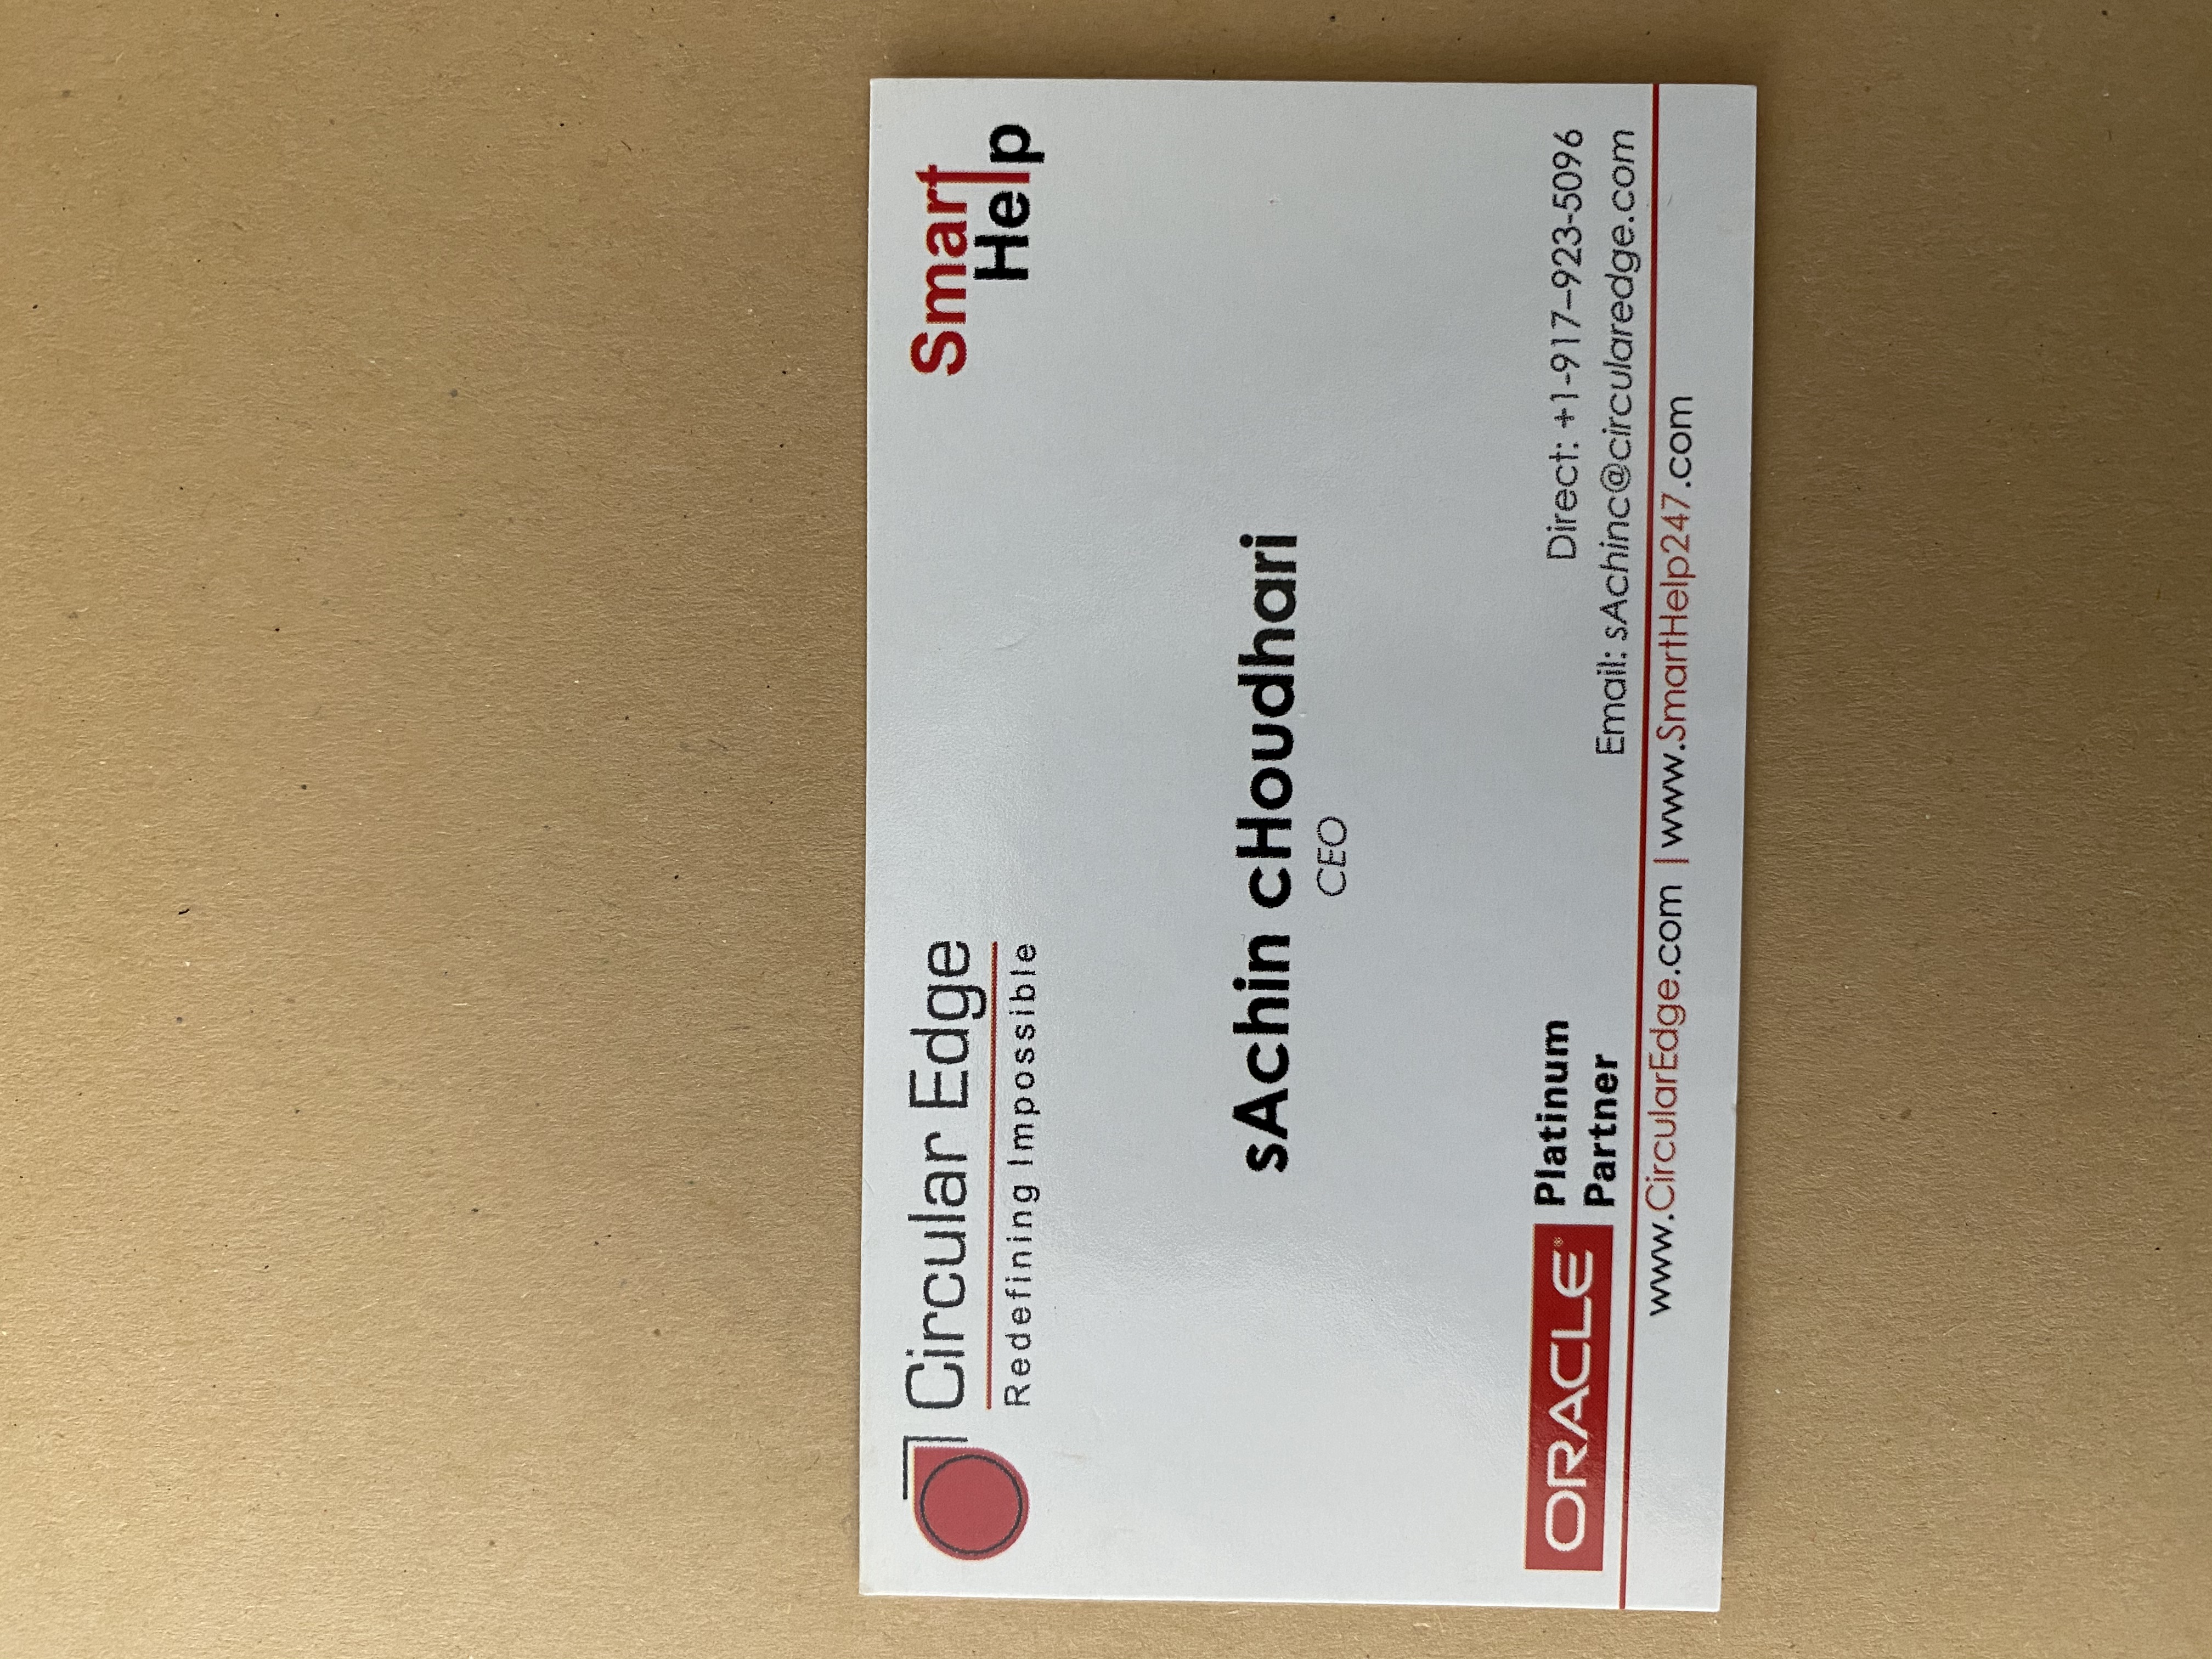 Circular Edge
Redefining Impossible
Smart
Help
sAchin cHoudhari
CEO
ORACLE®
Platinum
Partner
Direct: +1-917–923-5096
Email: sAchinc@circularedge.com
www.CircularEdge.com | www.SmartHelp247.com